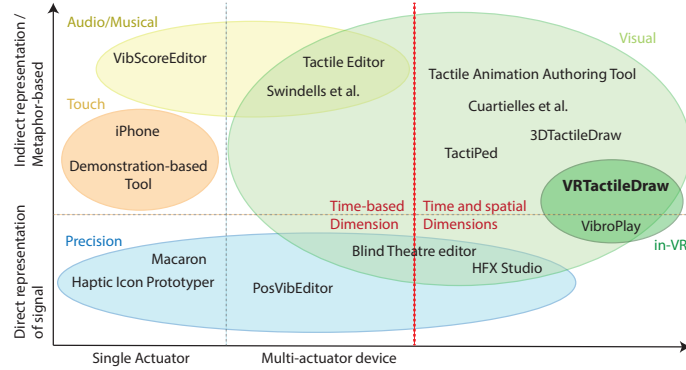 Indirect representation /
Metaphor-based
Direct representation
of signal
Audio/Musical
Visual
VibScoreEditor
Tactile Editor
Swindells et al.
Tactile Animation Authoring Tool
Cuartielles et al.
3DTactileDraw
TactiPed
Touch
iPhone
Demonstration-based
Tool
VRTactileDraw
VibroPlay
in-VR
Time-based
Dimension
Time and spatial
Dimensions
Precision
Macaron
Haptic Icon Prototyper
PosVibEditor
Blind Theatre editor
HFX Studio
Single Actuator
Multi-actuator device